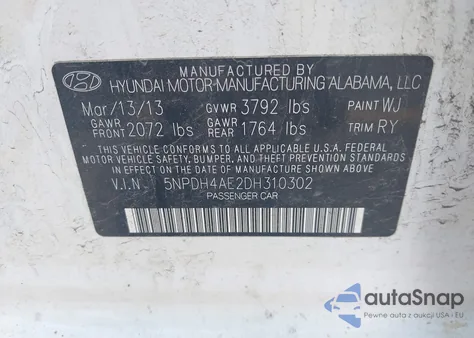 MANUFACTURED BY
HYUNDAI MOTOR-MANUFACTURING ALABAMA, LLC
Mar/13/13 GVWR 3792 lbs PAINT WJ
GAWR FRONT 2072 lbs GAWR REAR 1764 lbs TRIM RY
THIS VEHICLE CONFORMS TO ALL APPLICABLE U.S.A. FEDERAL
MOTOR VEHICLE SAFETY, BUMPER, AND THEFT PREVENTION STANDARDS
IN EFFECT ON THE DATE OF MANUFACTURE SHOWN ABOVE
V.I.N. 5NPDH4AE2DH310302
PASSENGER CAR
autoSnap
Pewne auta z USA - EU